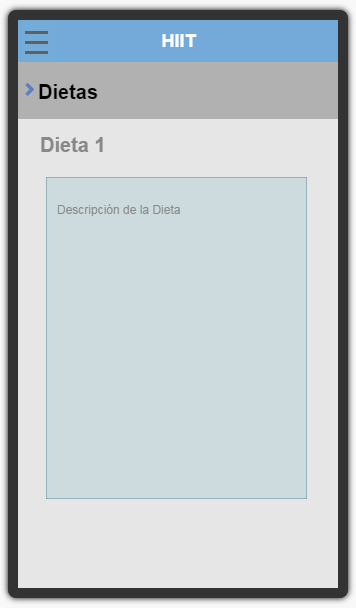 HIIT
Dietas
Dieta 1
Descripción de la Dieta